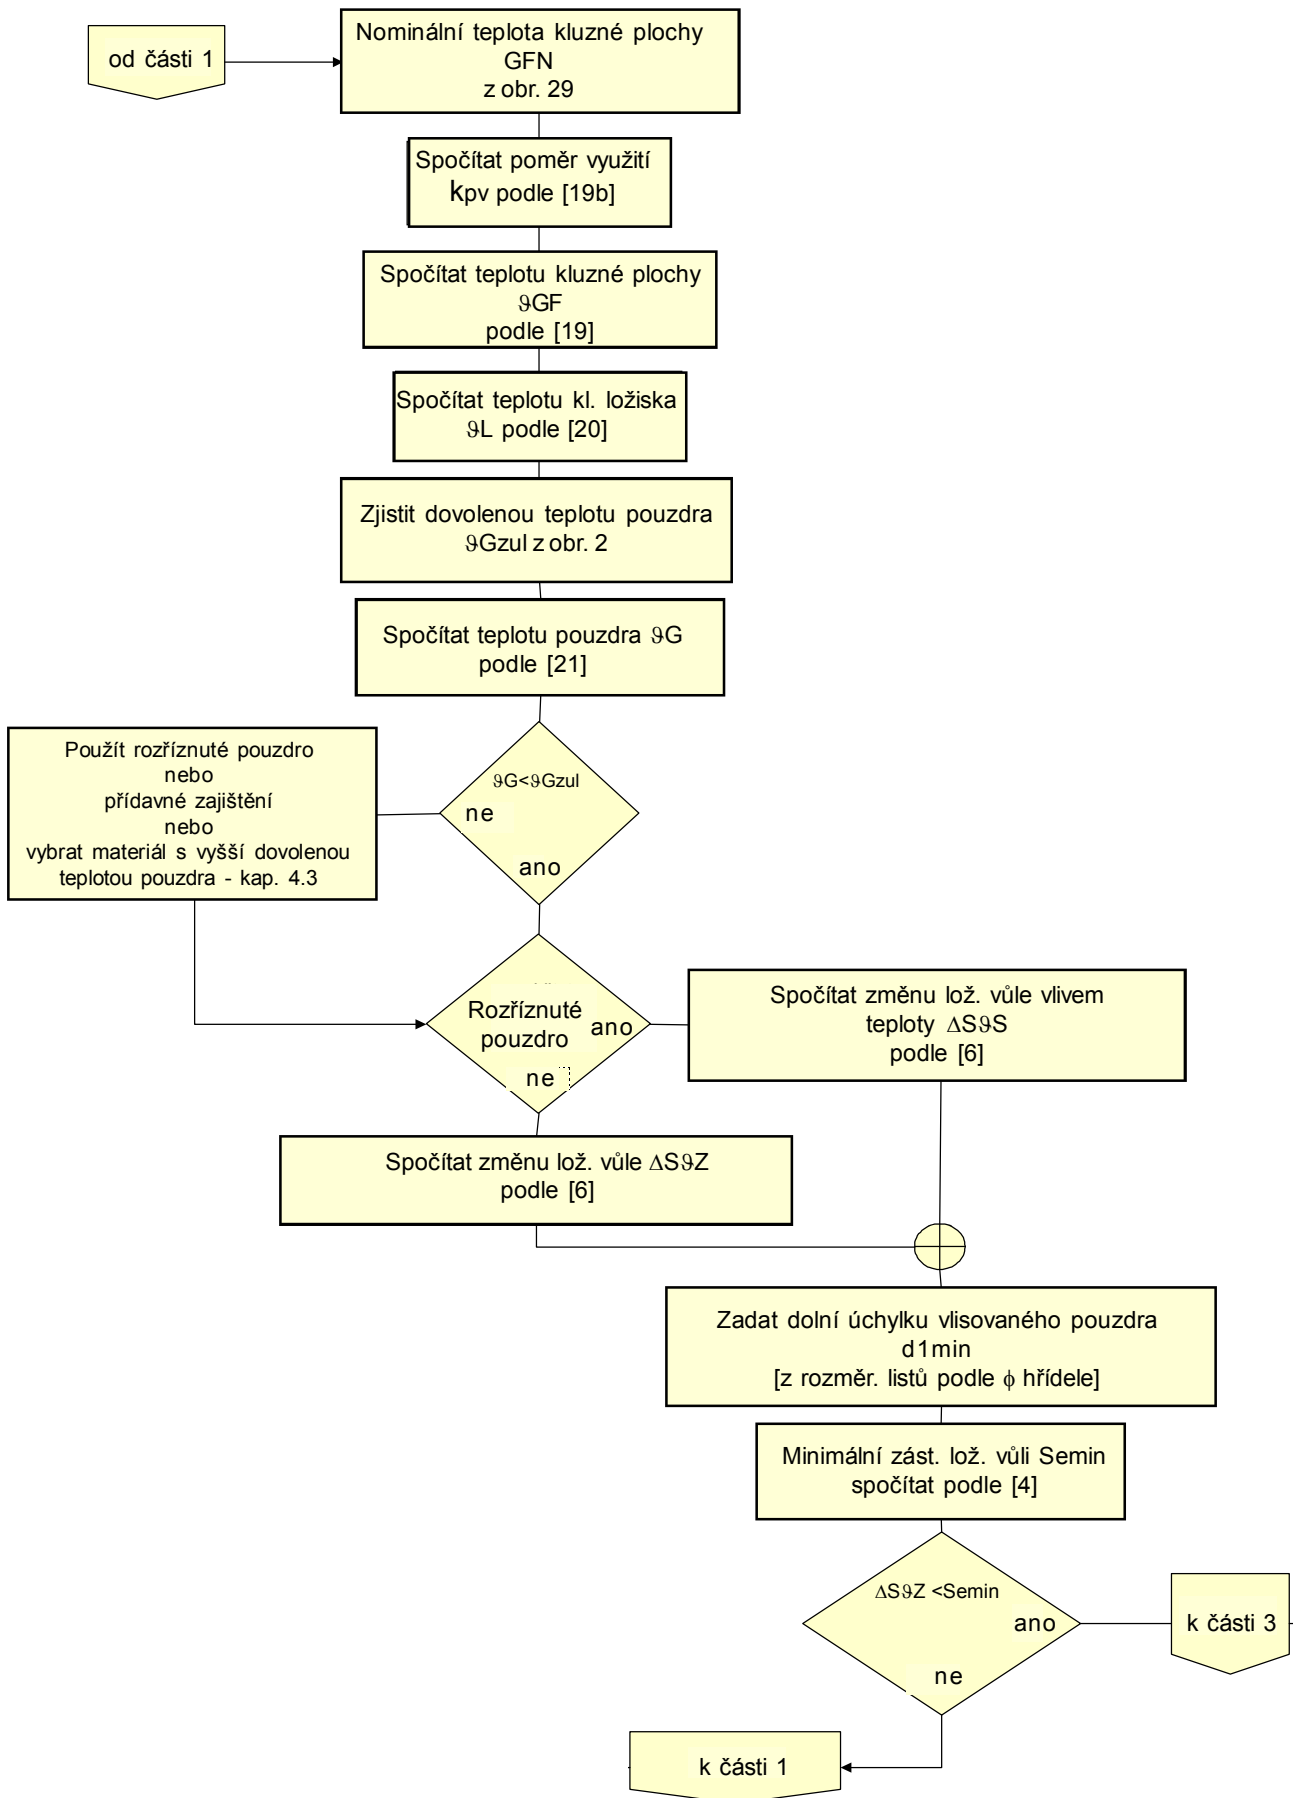 od části 1
Nominální teplota kluzné plochy
GFN
z obr. 29
Spočítat poměr využití
kpv podle [19b]
Spočítat teplotu kluzné plochy
ϑGF
podle [19]
Spočítat teplotu kl. ložiska
ϑL podle [20]
Zjistit dovolenou teplotu pouzdra
ϑGzul z obr. 2
Spočítat teplotu pouzdra ϑG
podle [21]
Použít rozříznuté pouzdro
nebo
přídavné zajištění
nebo
vybrat materiál s vyšší dovolenou
teplotou pouzdra - kap. 4.3
ϑG<ϑGzul
ne
ano
Rozříznuté
pouzdro
ano
ne
Spočítat změnu lož. vůle vlivem
teploty ΔSϑS
podle [6]
Spočítat změnu lož. vůle ΔSϑZ
podle [6]
Zadat dolní úchylku vlisovaného pouzdra
d1min
[z rozměr. listů podle ϕ hřídele]
Minimální zást. lož. vůli Semin
spočítat podle [4]
ΔSϑZ <Semin
ano
ne
k části 3
k části 1